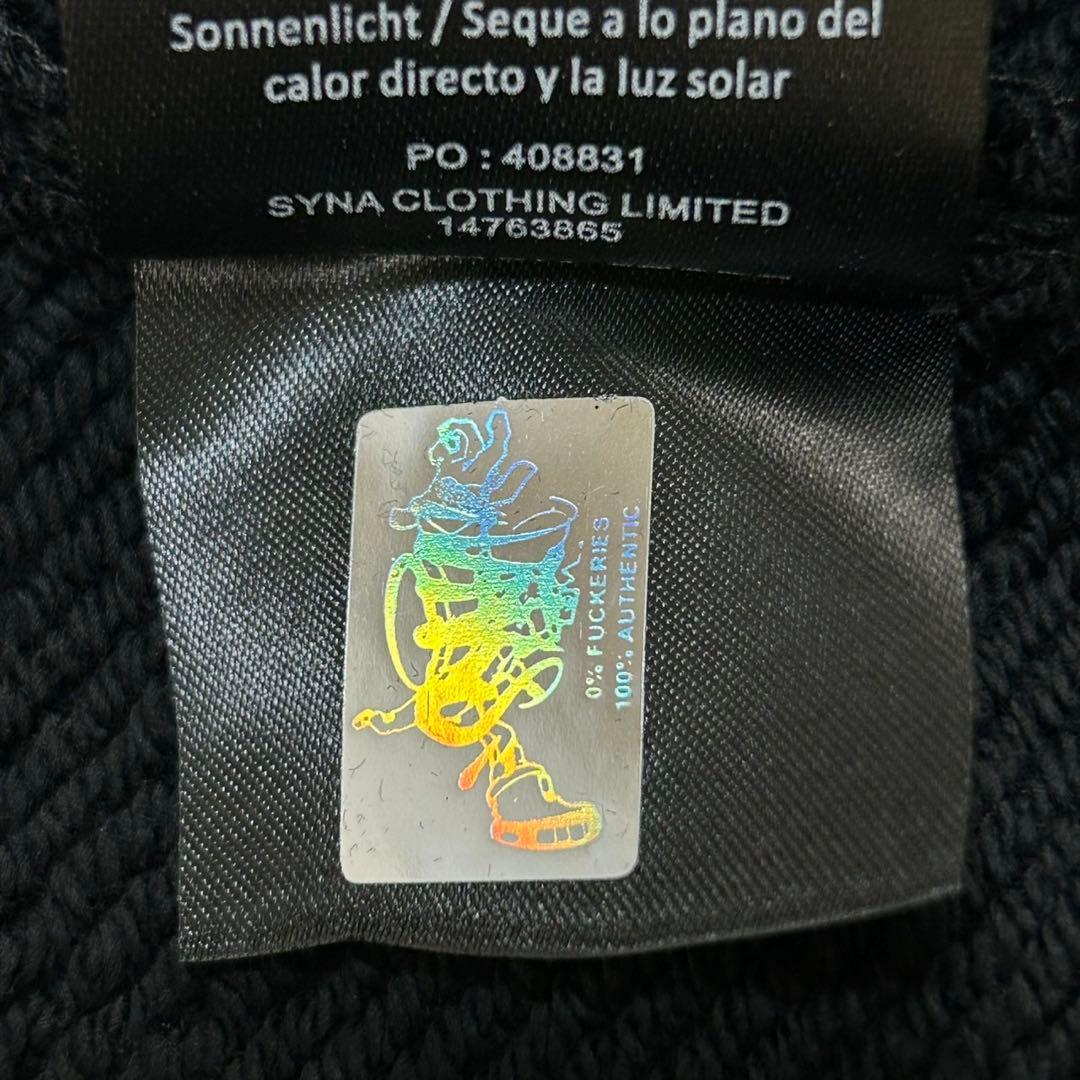 Sonnenlicht / Seque a lo plano del
calor directo y la luz solar
PO : 408831
SYNA CLOTHING LIMITED
14763865
0% FUCKERIES
100% AUTHENTIC